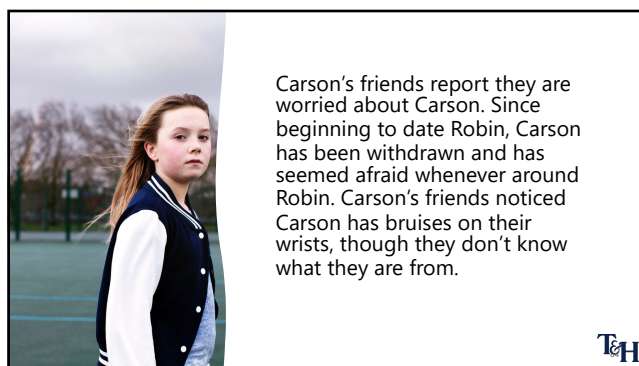 Carson’s friends report they are
worried about Carson. Since
beginning to date Robin, Carson
has been withdrawn and has
seemed afraid whenever around
Robin. Carson’s friends noticed
Carson has bruises on their
wrists, though they don’t know
what they are from.
T&H